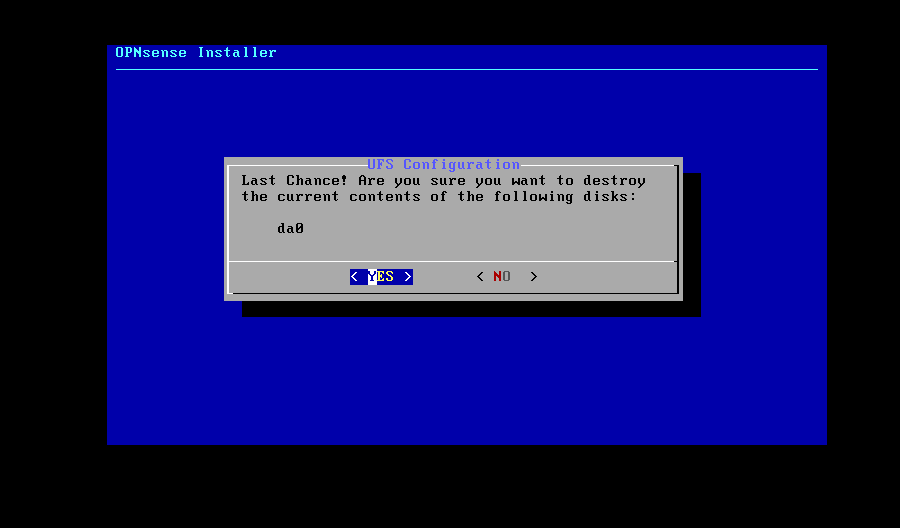 OPNsense Installer
UFS Configuration
Last Chance! Are you sure you want to destroy
the current contents of the following disks:
da0
< YES > < NO >